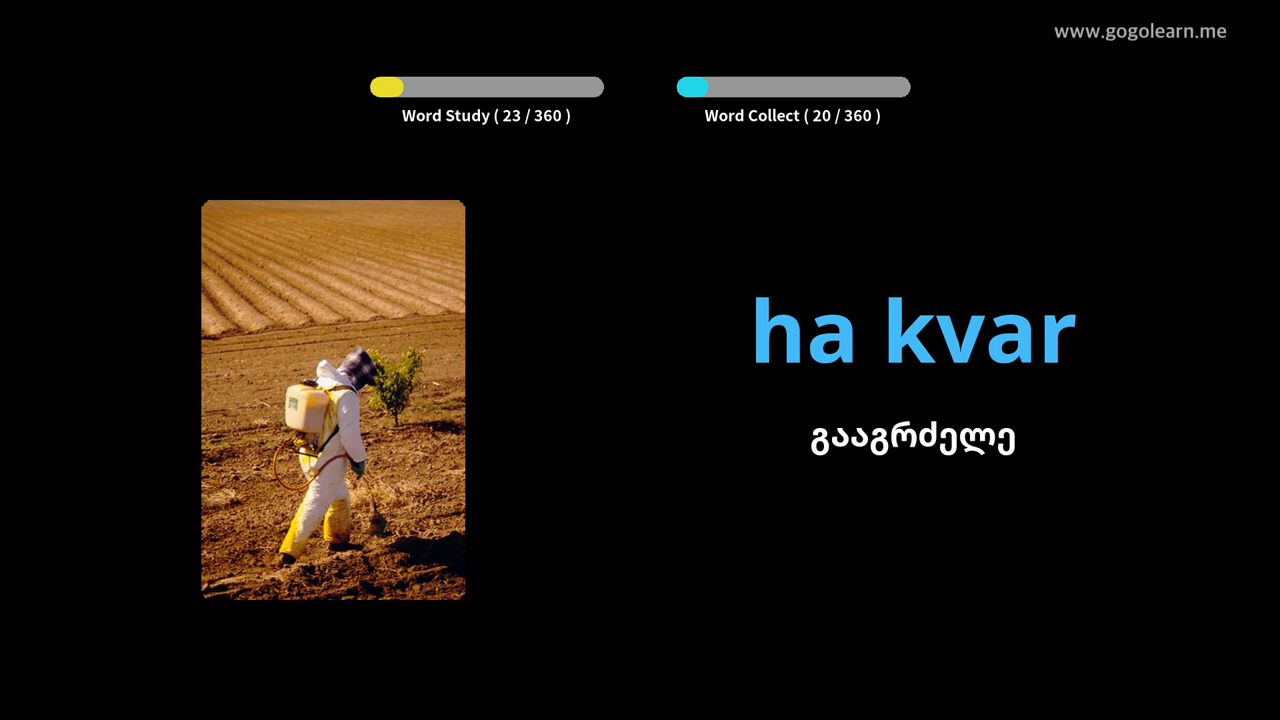 www.gogolearn.me
Word Study ( 23 / 360 )
Word Collect ( 20 / 360 )
ha kvar
გააგრძელე